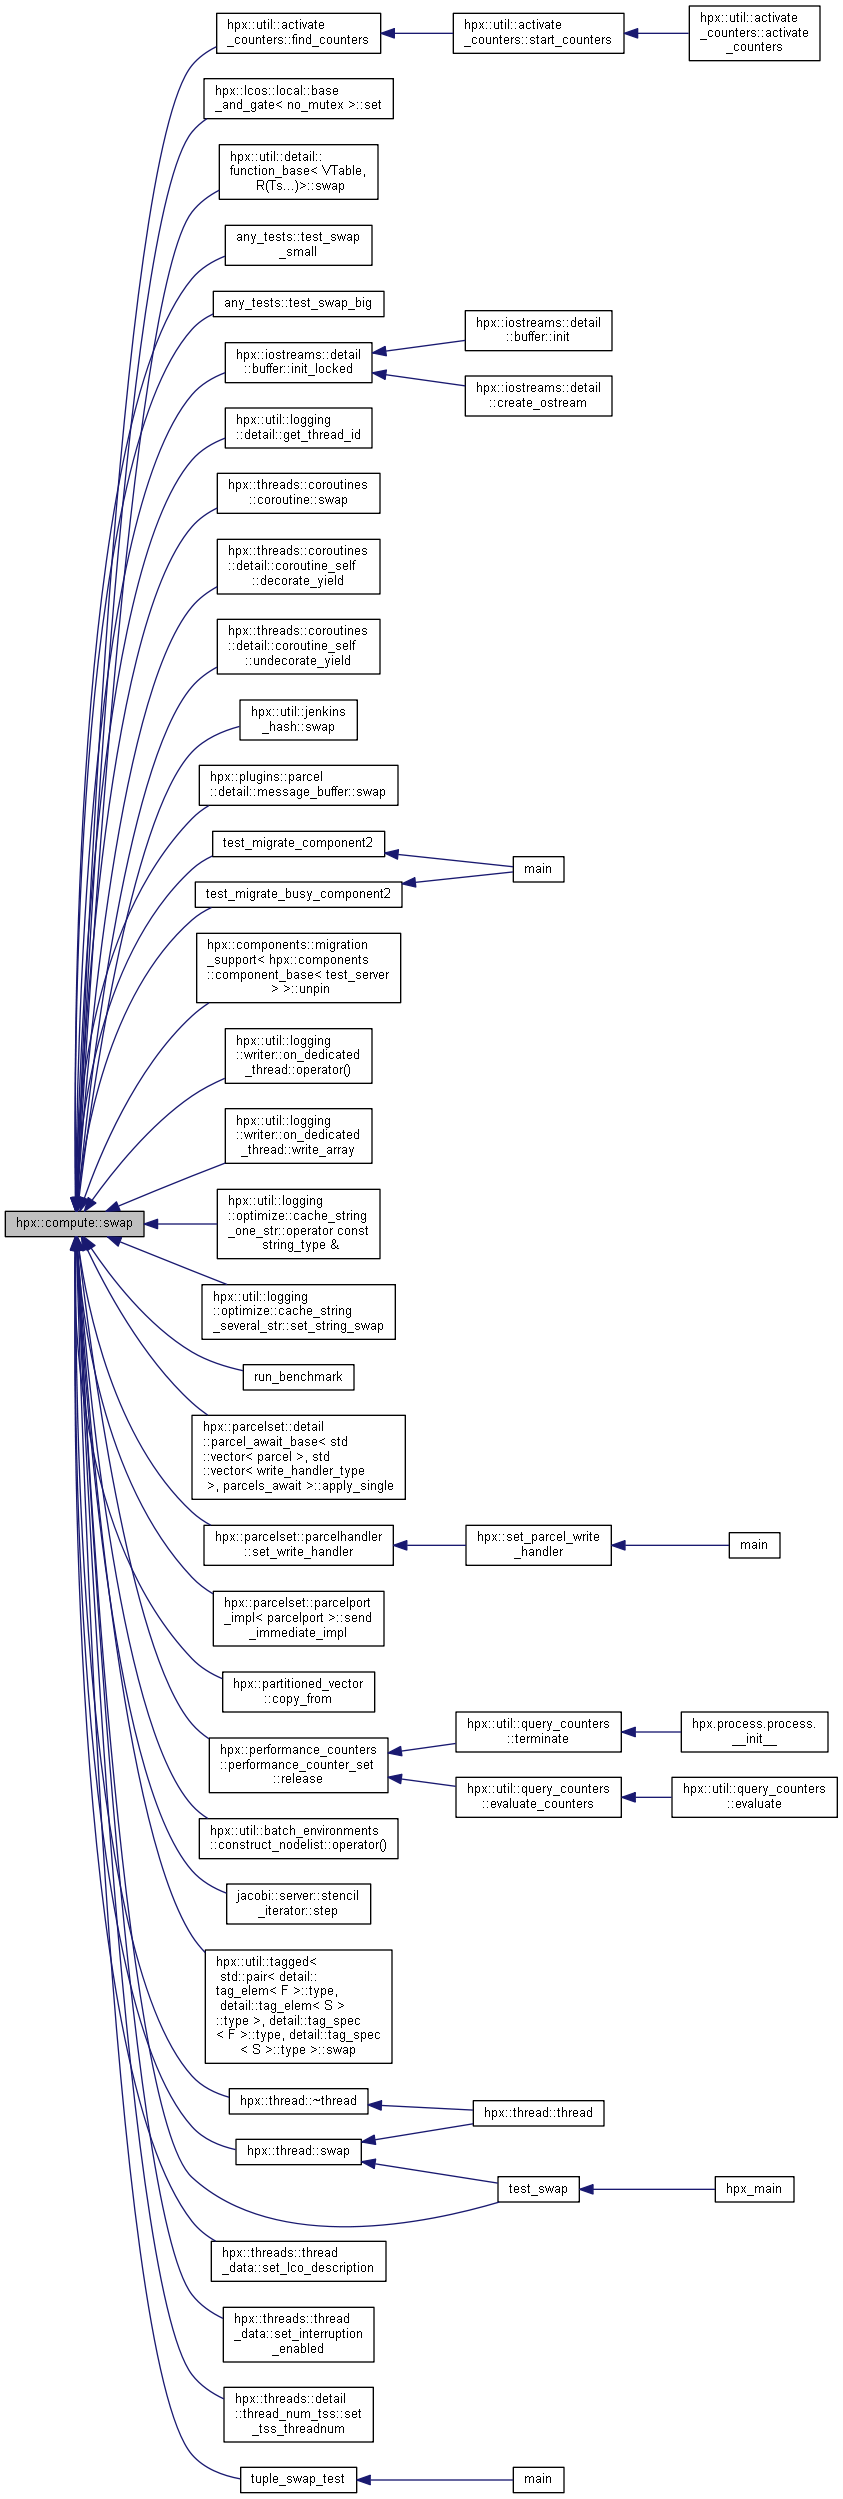 hpx::util::activate
_counters::find_counters
hpx::util::activate
_counters::start_counters
hpx::util::activate
_counters::activate
_counters
hpx::lcos::local::base
_and_gate< no_mutex >::set
hpx::util::detail::
function_base< VTable,
R(Ts...)>::swap
any_tests::test_swap
_small
any_tests::test_swap_big
hpx::iostreams::detail
::buffer::init
hpx::iostreams::detail
::buffer::init_locked
hpx::iostreams::detail
::create_ostream
hpx::util::logging
::detail::get_thread_id
hpx::threads::coroutines
::coroutine::swap
hpx::threads::coroutines
::detail::coroutine_self
::decorate_yield
hpx::threads::coroutines
::detail::coroutine_self
::undecorate_yield
hpx::util::jenkins
_hash::swap
hpx::plugins::parcel
::detail::message_buffer::swap
test_migrate_component2
main
test_migrate_busy_component2
hpx::components::migration
_support< hpx::components
::component_base< test_server
> >::unpin
hpx::util::logging
::writer::on_dedicated
_thread::operator()
hpx::util::logging
::writer::on_dedicated
_thread::write_array
hpx::compute::swap
hpx::util::logging
::optimize::cache_string
_one_str::operator const
string_type &
hpx::util::logging
::optimize::cache_string
_several_str::set_string_swap
run_benchmark
hpx::parcelset::detail
::parcel_await_base< std
::vector< parcel >, std
::vector< write_handler_type
>, parcels_await >::apply_single
hpx::parcelset::parcelhandler
::set_write_handler
hpx::set_parcel_write
_handler
main
hpx::parcelset::parcelport
_impl< parcelport >::send
_immediate_impl
hpx::partitioned_vector
::copy_from
hpx::performance_counters
::performance_counter_set
::release
hpx::util::query_counters
::terminate
hpx.process.process.
__init__
hpx::util::query_counters
::evaluate_counters
hpx::util::query_counters
::evaluate
hpx::util::batch_environments
::construct_nodelist::operator()
jacobi::server::stencil
_iterator::step
hpx::util::tagged<
std::pair< detail::
tag_elem< F >::type,
detail::tag_elem< S >
::type >, detail::tag_spec
< F >::type, detail::tag_spec
< S >::type >::swap
hpx::thread::~thread
hpx::thread::thread
hpx::thread::swap
test_swap
hpx_main
hpx::threads::thread
_data::set_lco_description
hpx::threads::thread
_data::set_interruption
_enabled
hpx::threads::detail
::thread_num_tss::set
_tss_threadnum
tuple_swap_test
main